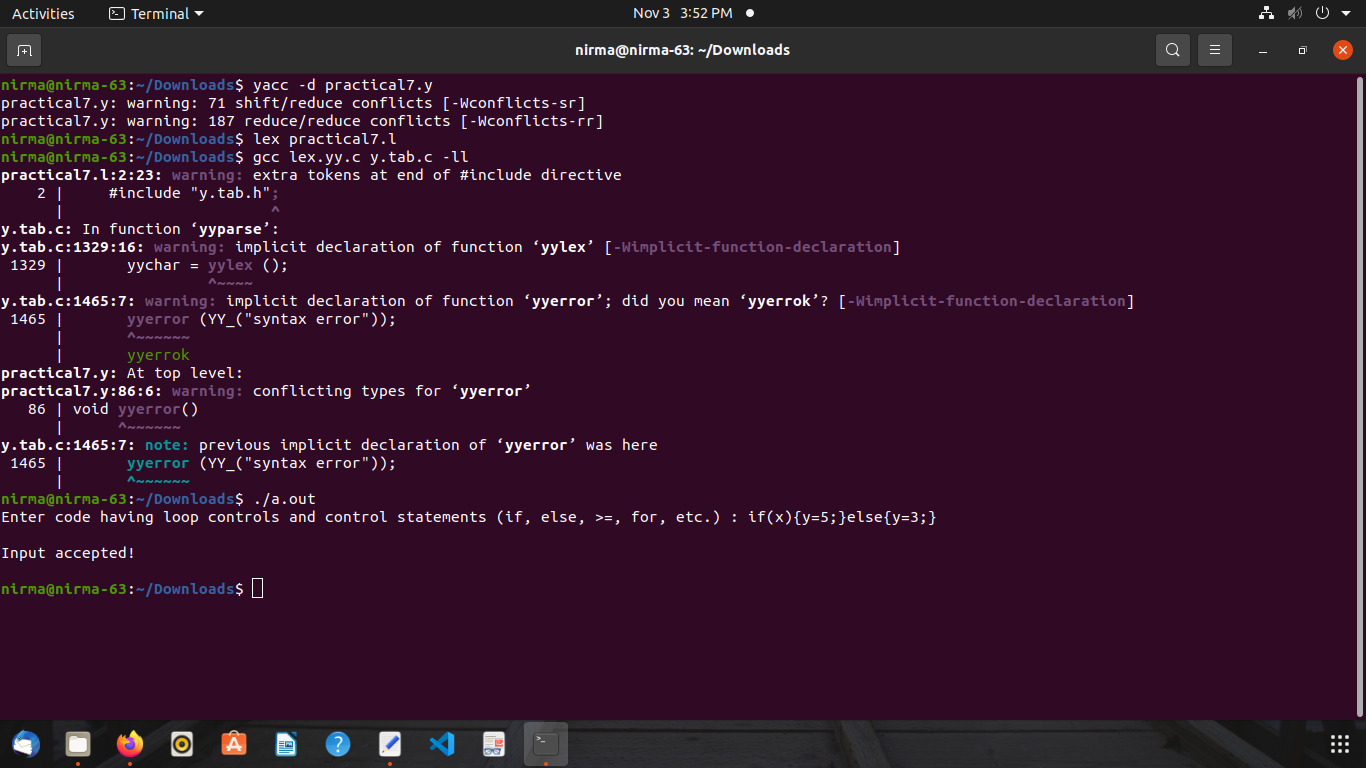 Activities
Terminal
Nov 3 3:52 PM
nirma@nirma-63: ~/Downloads
nirma@nirma-63:~/Downloads$ yacc -d practical7.y
practical7.y: warning: 71 shift/reduce conflicts [-Wconflicts-sr]
practical7.y: warning: 187 reduce/reduce conflicts [-Wconflicts-rr]
nirma@nirma-63:~/Downloads$ lex practical7.l
nirma@nirma-63:~/Downloads$ gcc lex.yy.c y.tab.c -ll
practical7.l:2:23: warning: extra tokens at end of #include directive
    2 |     #include "y.tab.h";
      |                       ^
y.tab.c: In function ‘yyparse’:
y.tab.c:1329:16: warning: implicit declaration of function ‘yylex’ [-Wimplicit-function-declaration]
 1329 |       yychar = yylex ();
      |                ^~~~~
y.tab.c:1465:7: warning: implicit declaration of function ‘yyerror’; did you mean ‘yyerrok’? [-Wimplicit-function-declaration]
 1465 |       yyerror (YY_("syntax error"));
      |       ^~~~~~~
      |       yyerrok
practical7.y: At top level:
practical7.y:86:6: warning: conflicting types for ‘yyerror’
   86 | void yyerror()
      |      ^~~~~~~
y.tab.c:1465:7: note: previous implicit declaration of ‘yyerror’ was here
 1465 |       yyerror (YY_("syntax error"));
      |       ^~~~~~~
nirma@nirma-63:~/Downloads$ ./a.out
Enter code having loop controls and control statements (if, else, >=, for, etc.) : if(x){y=5;}else{y=3;}
Input accepted!
nirma@nirma-63:~/Downloads$